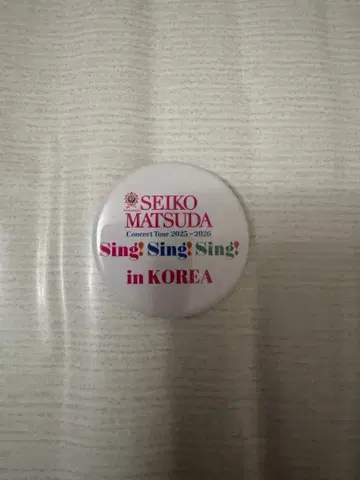 SEIKO
MATSUDA
Concert Tour 2025~2026
Sing! Sing! Sing!
in KOREA